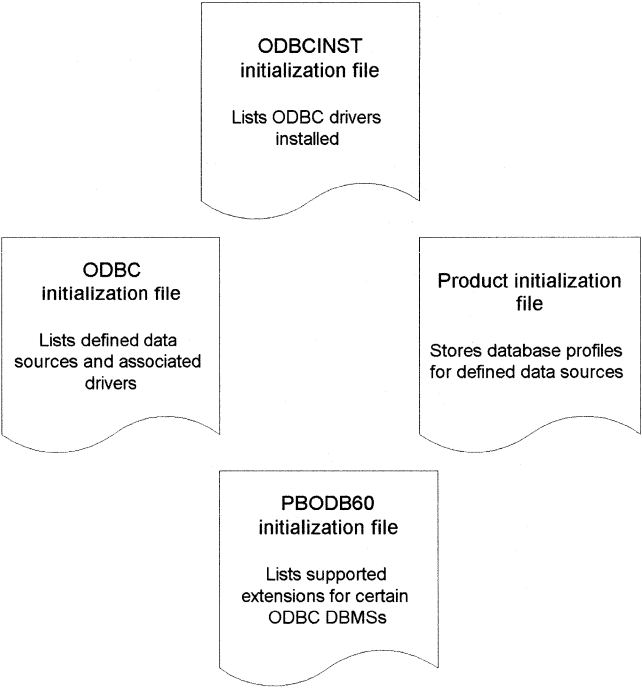 ODBCINST
initialization file
Lists ODBC drivers
installed
ODBC
initialization file
Lists defined data
sources and associated
drivers
Product initialization
file
Stores database profiles
for defined data sources
PBODB60
initialization file
Lists supported
extensions for certain
ODBC DBMSs